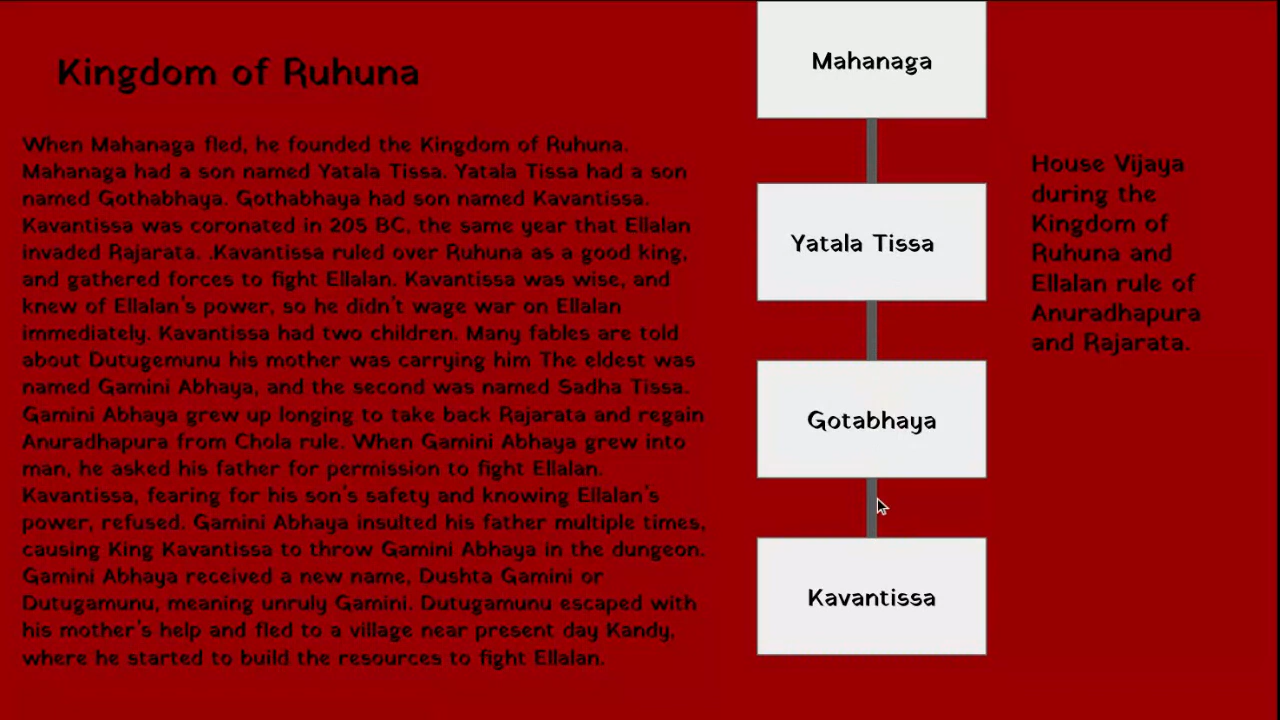 Kingdom of Ruhuna
When Mahanaga fled, he founded the Kingdom of Ruhuna.
Mahanaga had a son named Yatala Tissa. Yatala Tissa had a son
named Gothabhaya. Gothabhaya had son named Kavantissa.
Kavantissa was coronated in 205 BC, the same year that Ellalan
invaded Rajarata. .Kavantissa ruled over Ruhuna as a good king,
and gathered forces to fight Ellalan. Kavantissa was wise, and
knew of Ellalan's power, so he didn't wage war on Ellalan
immediately. Kavantissa had two children. Many fables are told
about Dutugemunu his mother was carrying him The eldest was
named Gamini Abhaya, and the second was named Sadha Tissa.
Gamini Abhaya grew up longing to take back Rajarata and regain
Anuradhapura from Chola rule. When Gamini Abhaya grew into
man, he asked his father for permission to fight Ellalan.
Kavantissa, fearing for his son's safety and knowing Ellalan's
power, refused. Gamini Abhaya insulted his father multiple times,
causing King Kavantissa to throw Gamini Abhaya in the dungeon.
Gamini Abhaya received a new name, Dushta Gamini or
Dutugamunu, meaning unruly Gamini. Dutugamunu escaped with
his mother's help and fled to a village near present day Kandy,
where he started to build the resources to fight Ellalan.
Mahanaga
Yatala Tissa
Gotabhaya
Kavantissa
House Vijaya
during the
Kingdom of
Ruhuna and
Ellalan rule of
Anuradhapura
and Rajarata.